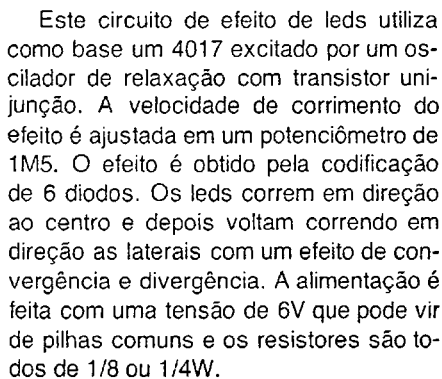 Este circuito de efeito de leds utiliza
como base um 4017 excitado por um os-
cilador de relaxação com transistor uni-
junção. A velocidade de corrimento do
efeito é ajustada em um potenciômetro de
1M5. O efeito é obtido pela codificação
de 6 diodos. Os leds correm em direção
ao centro e depois voltam correndo em
direção as laterais com um efeito de con-
vergência e divergência. A alimentação é
feita com uma tensão de 6V que pode vir
de pilhas comuns e os resistores são to-
dos de 1/8 ou 1/4W.